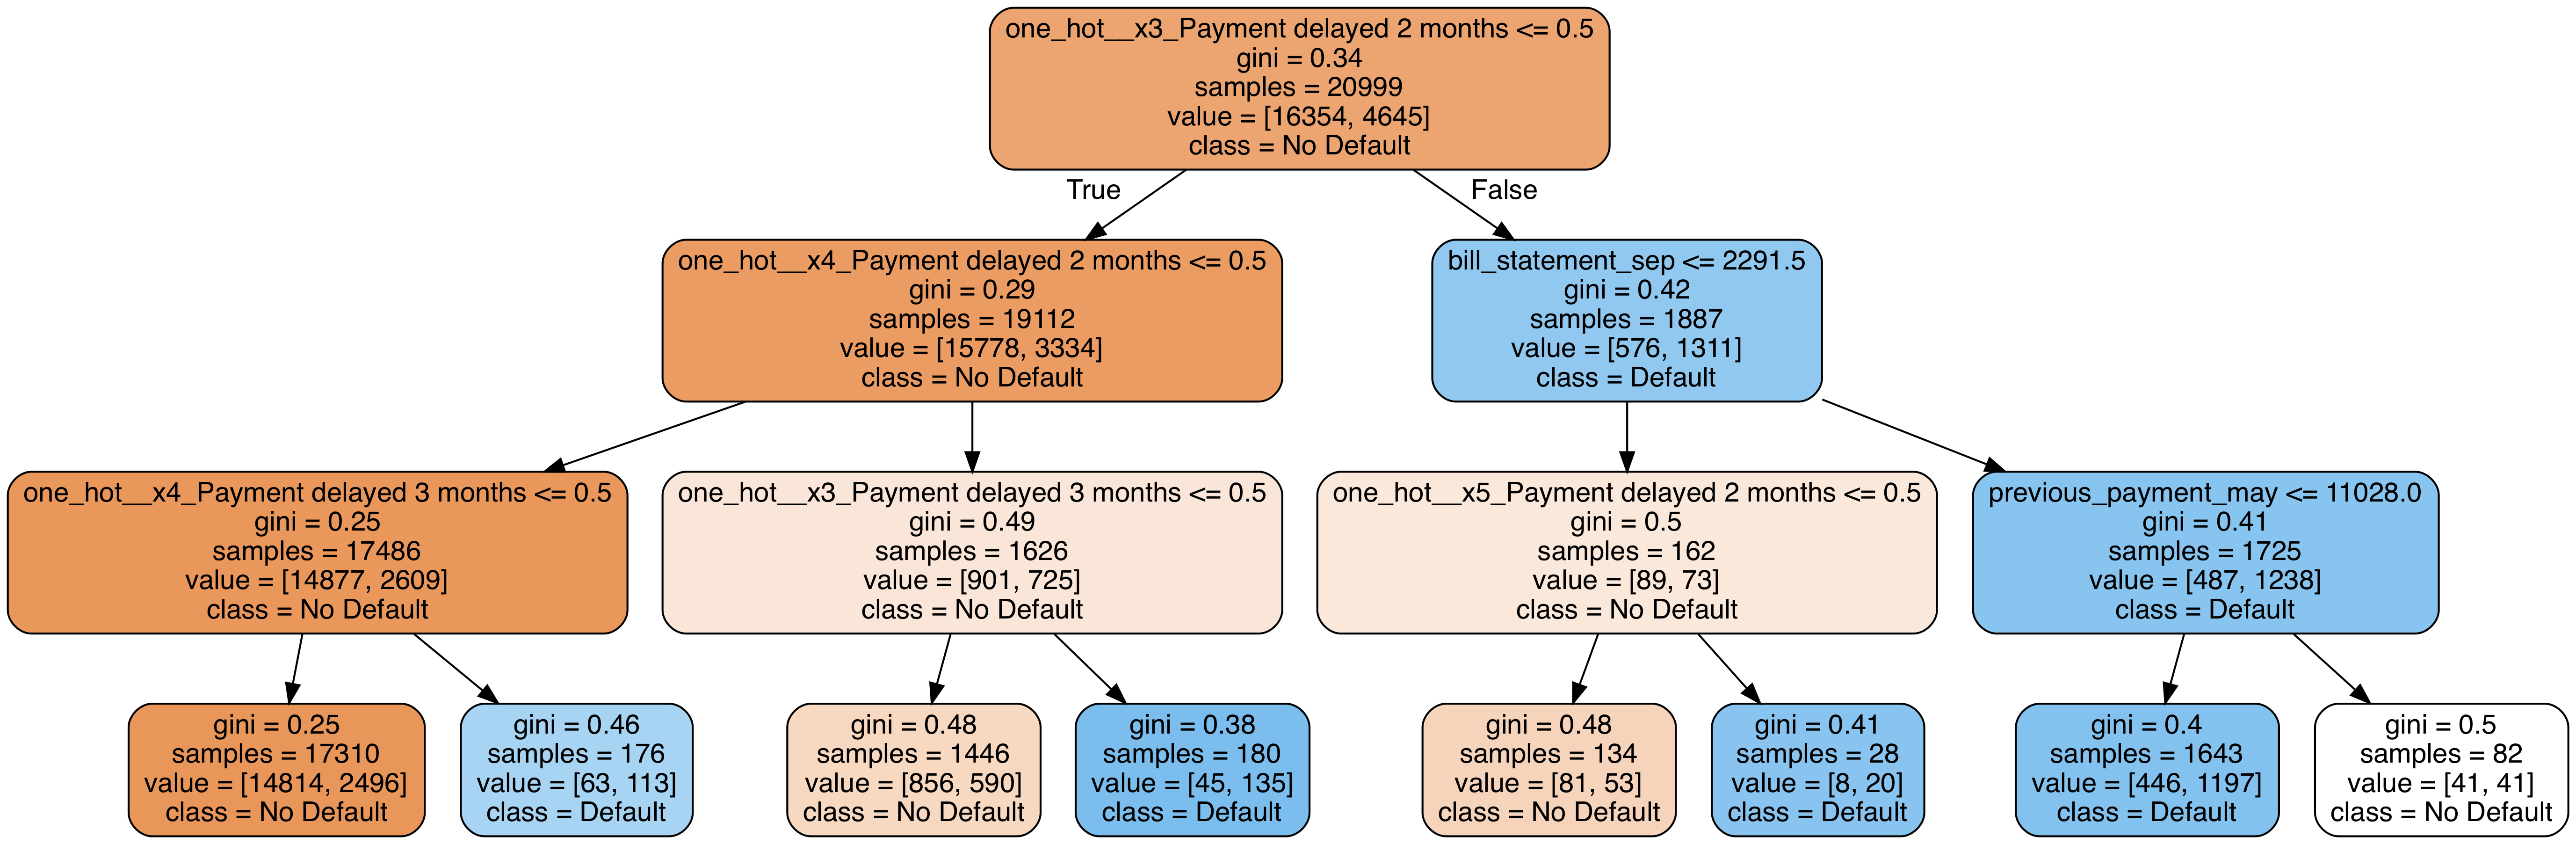 one_hot__x3_Payment delayed 2 months <= 0.5
gini = 0.34
samples = 20999
value = [16354, 4645]
class = No Default
True
False
one_hot__x4_Payment delayed 2 months <= 0.5
gini = 0.29
samples = 19112
value = [15778, 3334]
class = No Default
bill_statement_sep <= 2291.5
gini = 0.42
samples = 1887
value = [576, 1311]
class = Default
one_hot__x4_Payment delayed 3 months <= 0.5
gini = 0.25
samples = 17486
value = [14877, 2609]
class = No Default
one_hot__x3_Payment delayed 3 months <= 0.5
gini = 0.49
samples = 1626
value = [901, 725]
class = No Default
one_hot__x5_Payment delayed 2 months <= 0.5
gini = 0.5
samples = 162
value = [89, 73]
class = No Default
previous_payment_may <= 11028.0
gini = 0.41
samples = 1725
value = [487, 1238]
class = Default
gini = 0.25
samples = 17310
value = [14814, 2496]
class = No Default
gini = 0.46
samples = 176
value = [63, 113]
class = Default
gini = 0.48
samples = 1446
value = [856, 590]
class = No Default
gini = 0.38
samples = 180
value = [45, 135]
class = Default
gini = 0.48
samples = 134
value = [81, 53]
class = No Default
gini = 0.41
samples = 28
value = [8, 20]
class = Default
gini = 0.4
samples = 1643
value = [446, 1197]
class = Default
gini = 0.5
samples = 82
value = [41, 41]
class = No Default